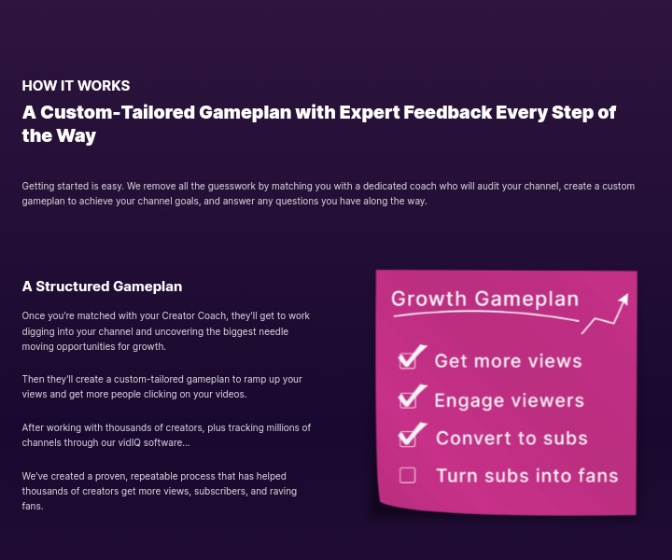 HOW IT WORKS
A Custom-Tailored Gameplan with Expert Feedback Every Step of
the Way
Getting started is easy. We remove all the guesswork by matching you with a dedicated coach who will audit your channel, create a custom
gameplan to achieve your channel goals, and answer any questions you have along the way.
A Structured Gameplan
Once you're matched with your Creator Coach, they'll get to work
digging into your channel and uncovering the biggest needle
moving opportunities for growth.
Then they'll create a custom-tailored gameplan to ramp up your
views and get more people clicking on your videos.
After working with thousands of creators, plus tracking millions of
channels through our vidIQ software...
We've created a proven, repeatable process that has helped
thousands of creators get more views, subscribers, and raving
fans.
Growth Gameplan
Get more views
Engage viewers
Convert to subs
Turn subs into fans